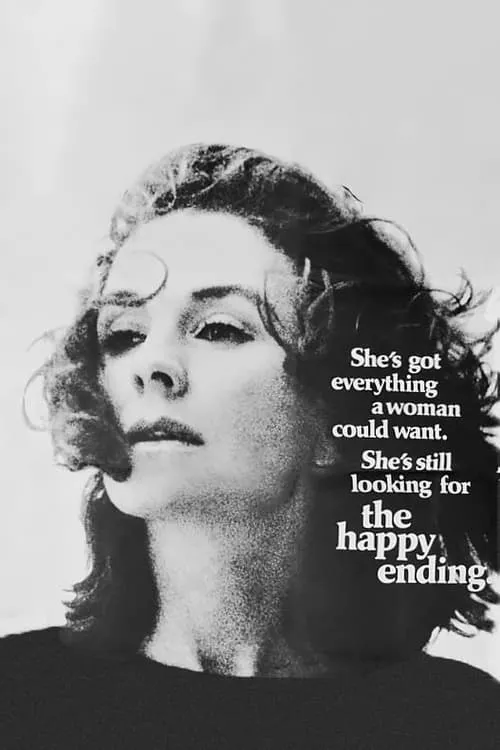 She's got
everything
a woman
could want.
She's still
looking for
the
happy
ending.